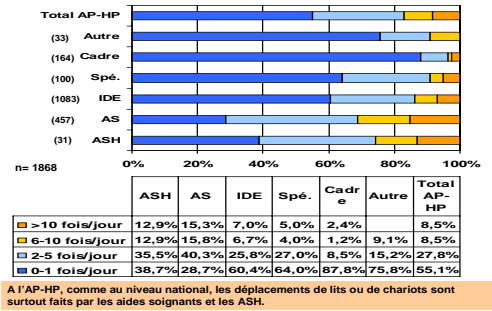 Total AP-HP
(33) Autre
(164) Cadre
(100) Spé.
(1083) IDE
(457) AS
(31) ASH
0% 20% 40% 60% 80% 100%
n= 1868
ASH AS IDE Spé. Cadr e Autre Total AP-HP
>10 fois/jour 12,9% 15,3% 7,0% 5,0% 2,4% 8,5%
6-10 fois/jour 12,9% 15,8% 6,7% 4,0% 1,2% 9,1% 8,5%
2-5 fois/jour 35,5% 40,3% 25,8% 27,0% 8,5% 15,2% 27,8%
0-1 fois/jour 38,7% 28,7% 60,4% 64,0% 87,8% 75,8% 55,1%
A l'AP-HP, comme au niveau national, les déplacements de lits ou de chariots sont
surtout faits par les aides soignants et les ASH.